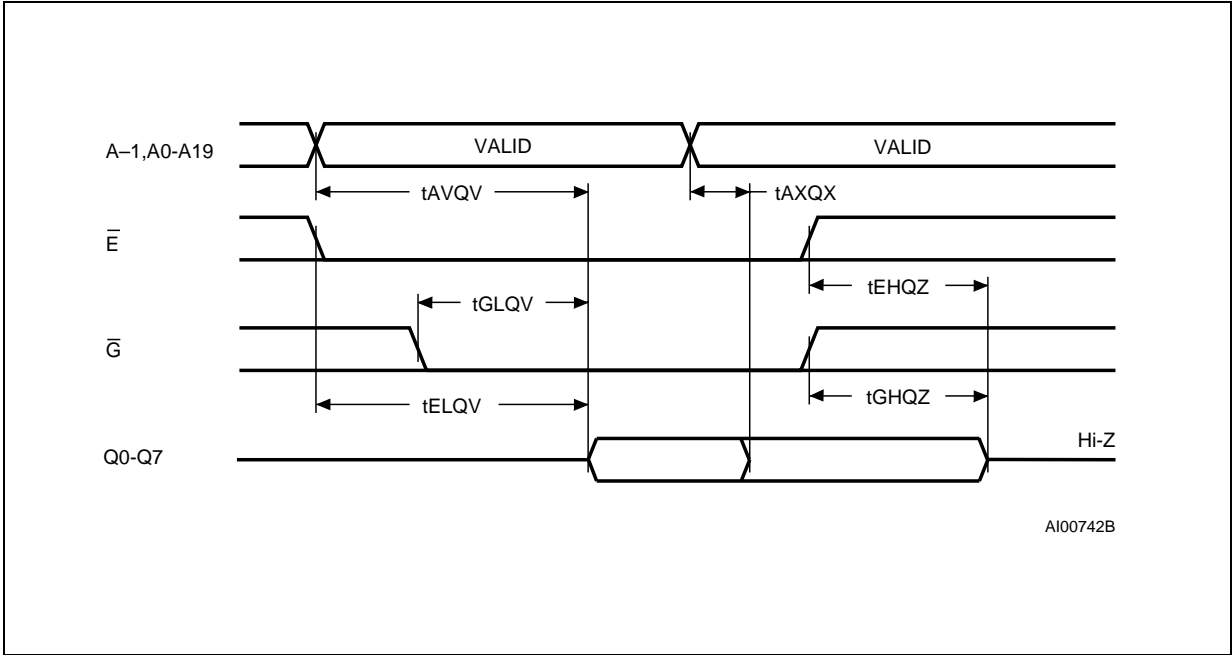 A–1,A0-A19
VALID
VALID
tAVQV
tAXQX
E̅
tEHQZ
tGLQV
G̅
tGHQZ
tELQV
Hi-Z
Q0-Q7
AI00742B